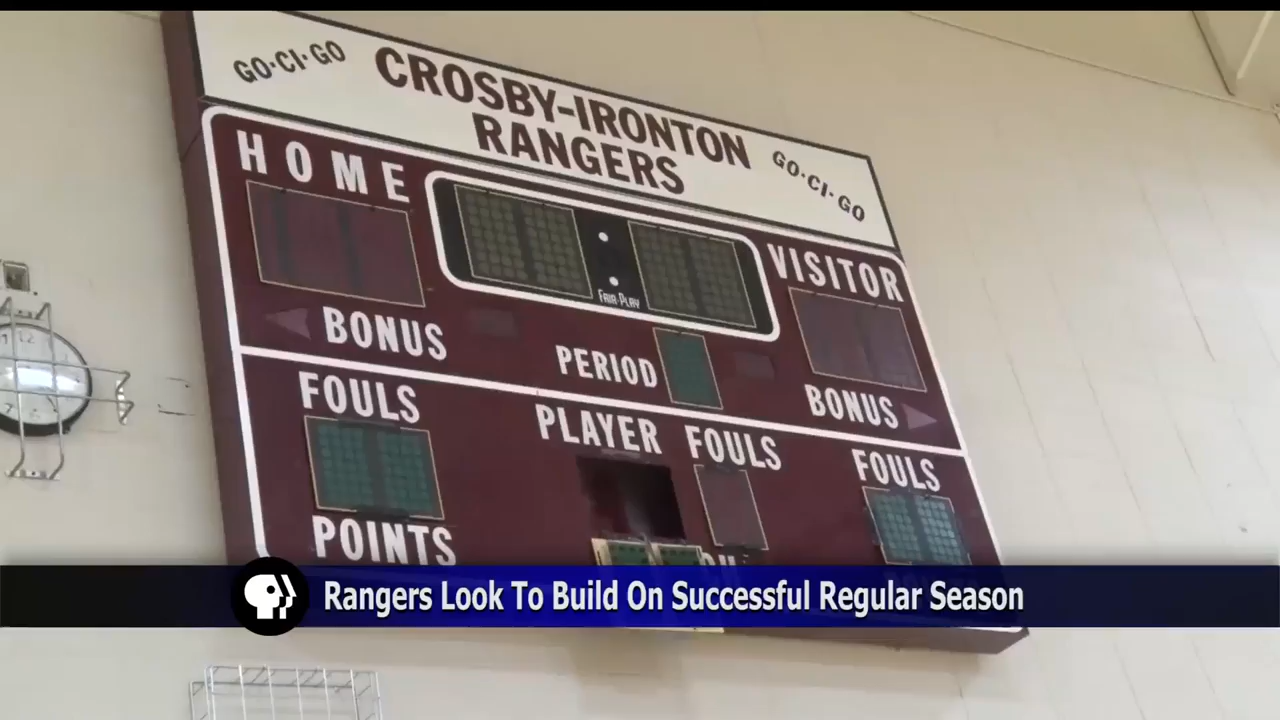 GO·CI·GO
CROSBY-IRONTON
RANGERS
GO·CI·GO
HOME
VISITOR
FAIR-PLAY
BONUS
PERIOD
BONUS
FOULS
PLAYER FOULS
FOULS
POINTS
Rangers Look To Build On Successful Regular Season